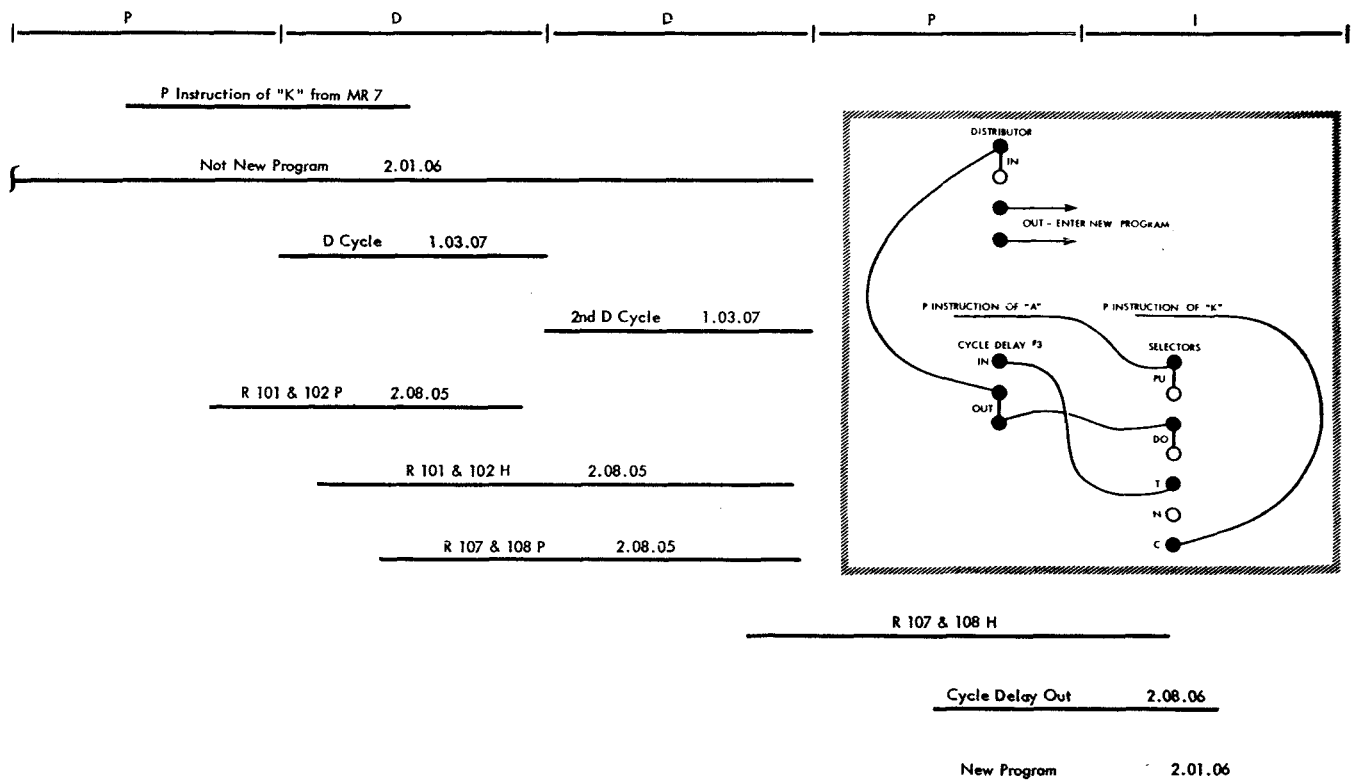 P D D P I
P Instruction of "K" from MR 7
Not New Program 2.01.06
D Cycle 1.03.07
2nd D Cycle 1.03.07
R 101 & 102 P 2.08.05
R 101 & 102 H 2.08.05
R 107 & 108 P 2.08.05
DISTRIBUTOR
IN
OUT - ENTER NEW PROGRAM
P INSTRUCTION OF "A" P INSTRUCTION OF "K"
CYCLE DELAY #3
IN
OUT
SELECTORS
PU
DO
T
N
C
R 107 & 108 H
Cycle Delay Out 2.08.06
New Program 2.01.06